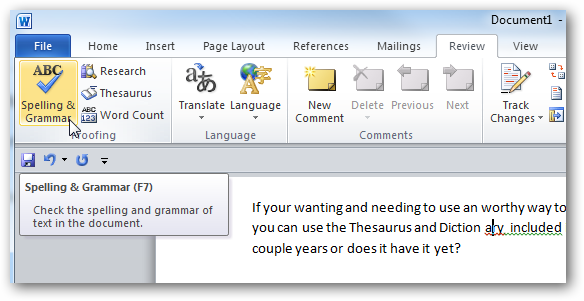 W
Document1 -
File Home Insert Page Layout References Mailings Review View
ABC
Spelling & Grammar
Research
Thesaurus
ABC 123 Word Count
Proofing
Translate
Language
Language
New Comment
Delete
Previous
Next
Comments
Track Changes
Spelling & Grammar (F7)
Check the spelling and grammar of
text in the document.
If your wanting and needing to use an worthy way to
you can use the Thesaurus and Diction ary included
couple years or does it have it yet?